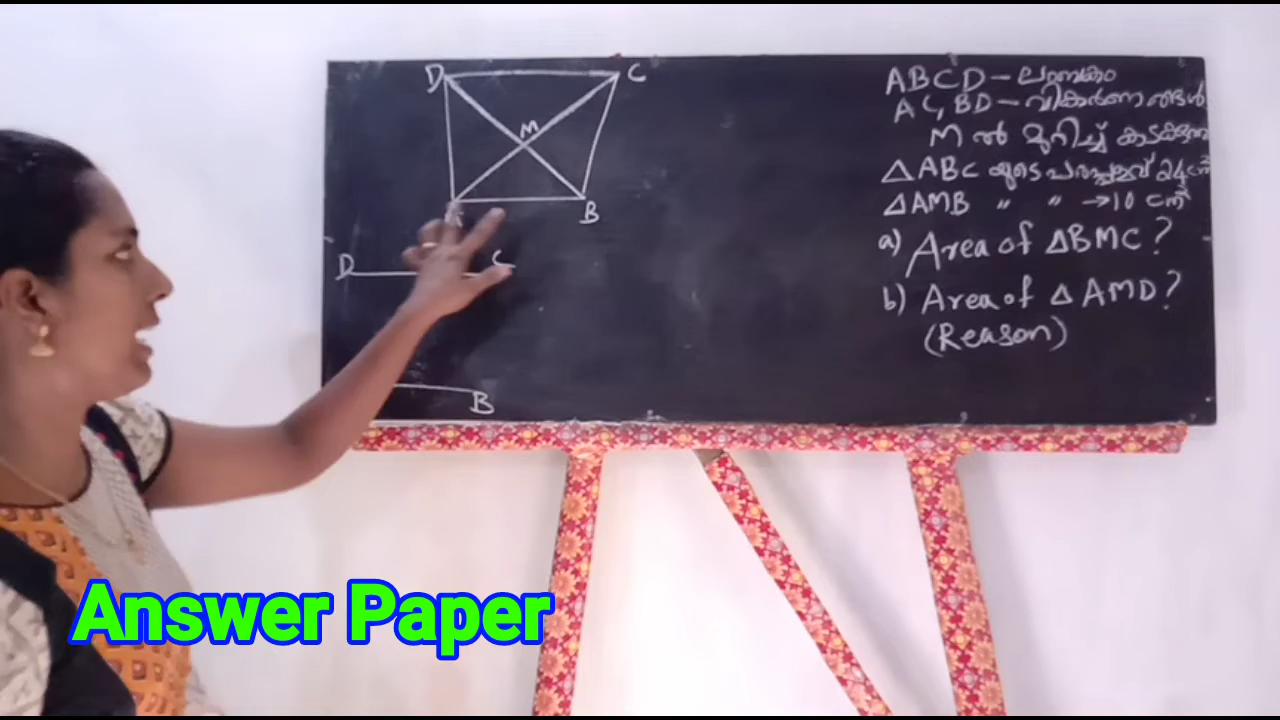 D C
M
B
D C
B
ABCD – ലംബകം
AC, BD – വികർണങ്ങൾ
M ൽ മുറിച്ച് കടക്കുന്നു
△ABC യുടെ പരപ്പളവ് 24 cm²
△AMB " " → 10 cm²
a) Area of △BMC?
b) Area of △ AMD?
(Reason)
Answer Paper